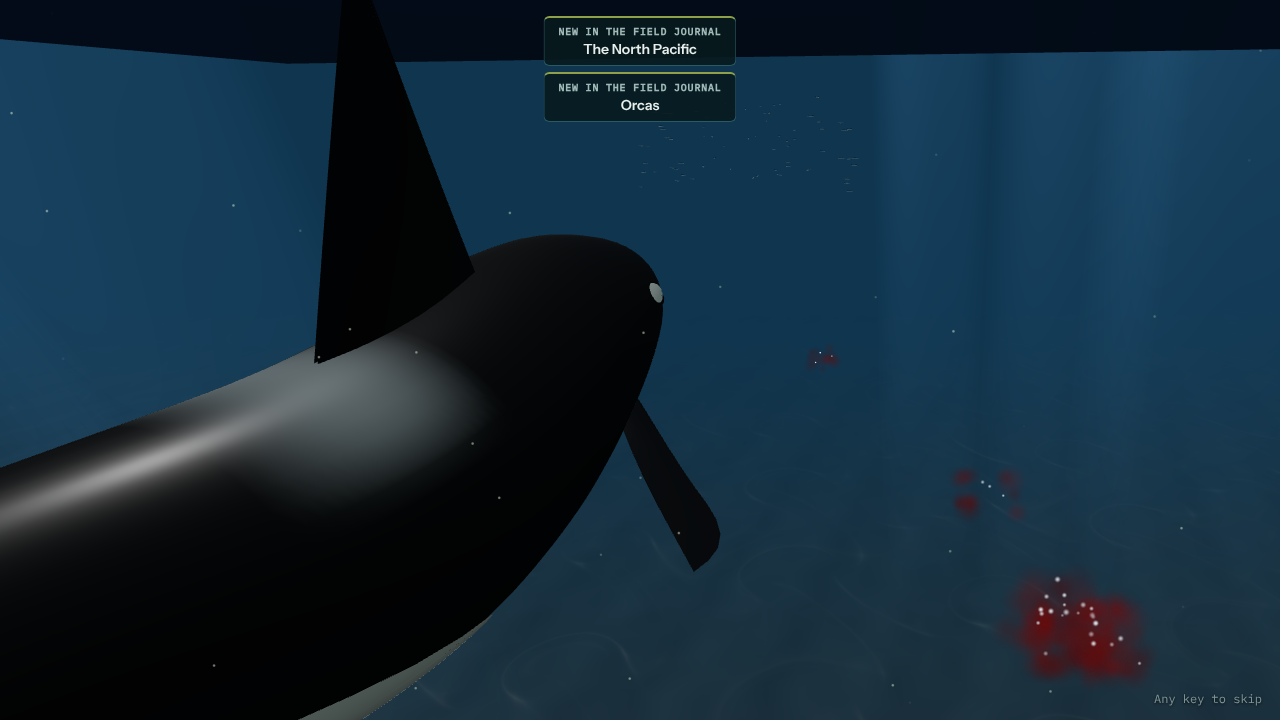 NEW IN THE FIELD JOURNAL
The North Pacific
NEW IN THE FIELD JOURNAL
Orcas
Any key to skip